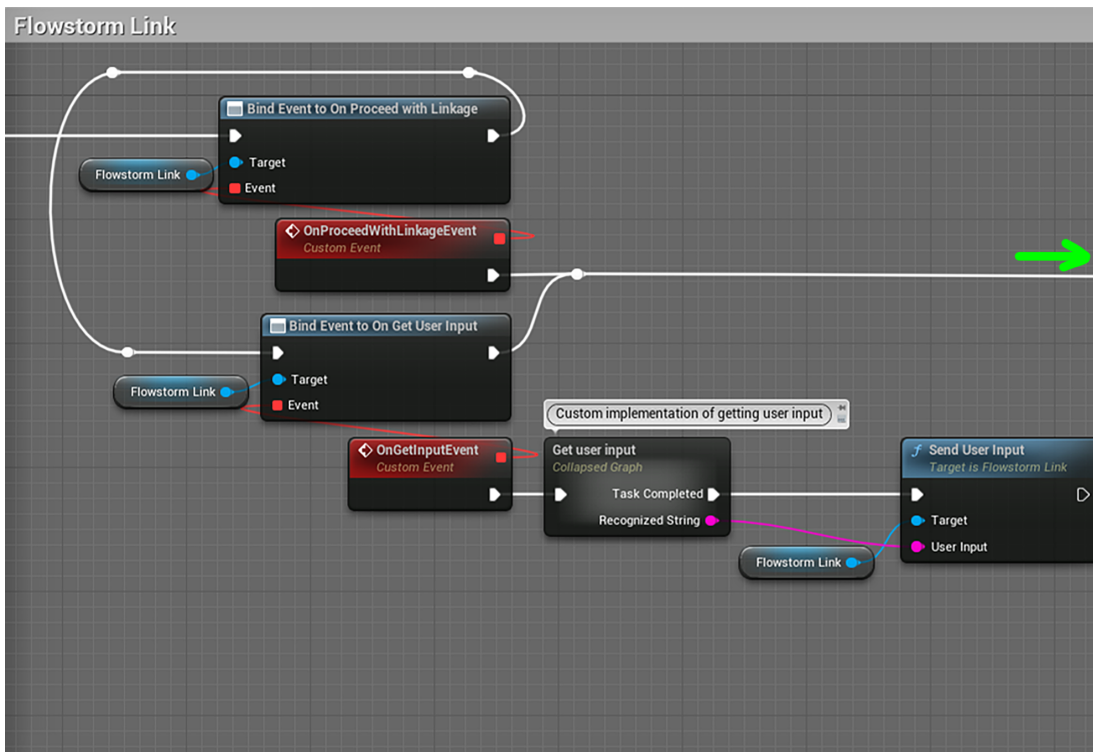 Flowstorm Link
Bind Event to On Proceed with Linkage
Target
Flowstorm Link
Event
OnProceedWithLinkageEvent
Custom Event
Bind Event to On Get User Input
Target
Flowstorm Link
Event
Custom implementation of getting user input
OnGetInputEvent
Custom Event
Get user input
Collapsed Graph
Task Completed
Recognized String
f Send User Input
Target is Flowstorm Link
Target
User Input
Flowstorm Link